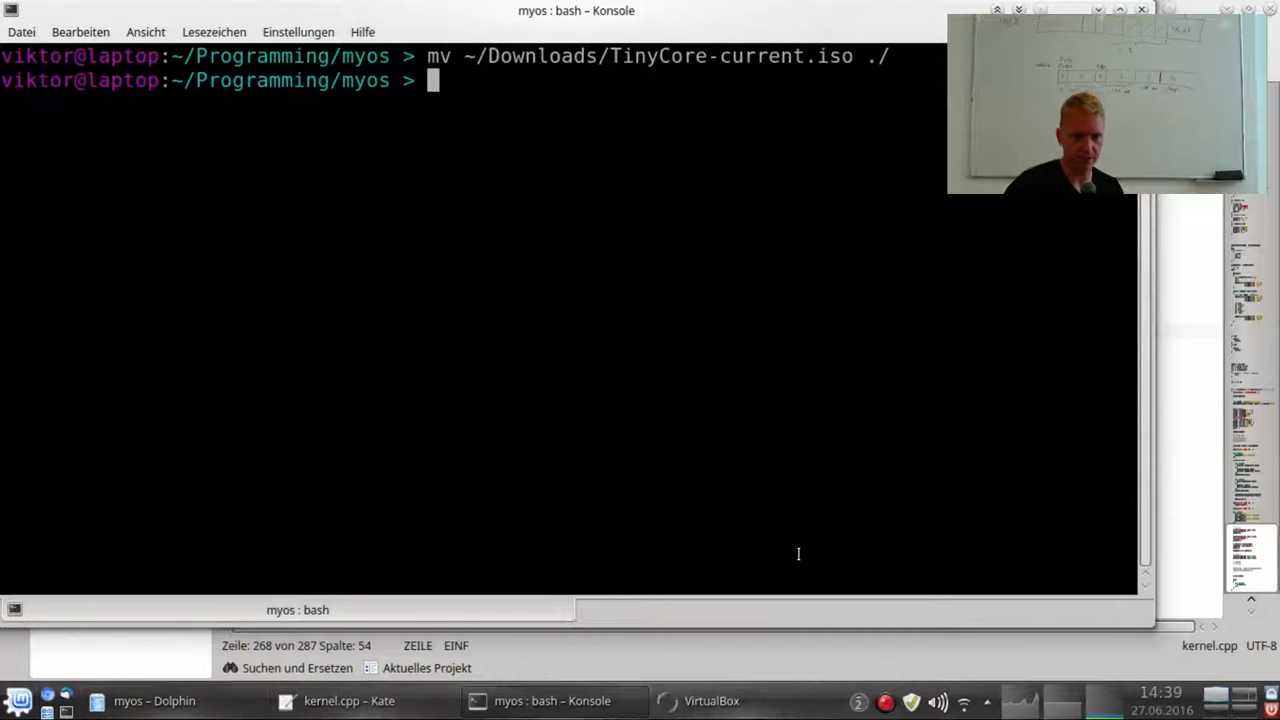 myos : bash – Konsole
Datei Bearbeiten Ansicht Lesezeichen Einstellungen Hilfe
viktor@laptop:~/Programming/myos > mv ~/Downloads/TinyCore-current.iso ./
viktor@laptop:~/Programming/myos >
myos : bash
Zeile: 268 von 287 Spalte: 54 ZEILE EINF kernel.cpp UTF-8
Suchen und Ersetzen Aktuelles Projekt
myos – Dolphin kernel.cpp – Kate myos : bash – Konsole VirtualBox 2 14:39
27.06.2016